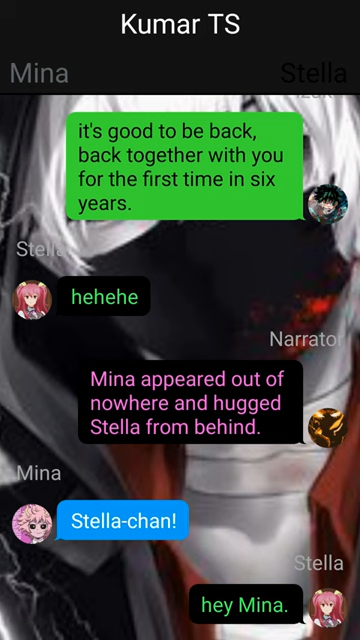 Kumar TS
Mina
Stella
it's good to be back,
back together with you
for the first time in six
years.
Stella
hehehe
Narrator
Mina appeared out of
nowhere and hugged
Stella from behind.
Mina
Stella-chan!
Stella
hey Mina.